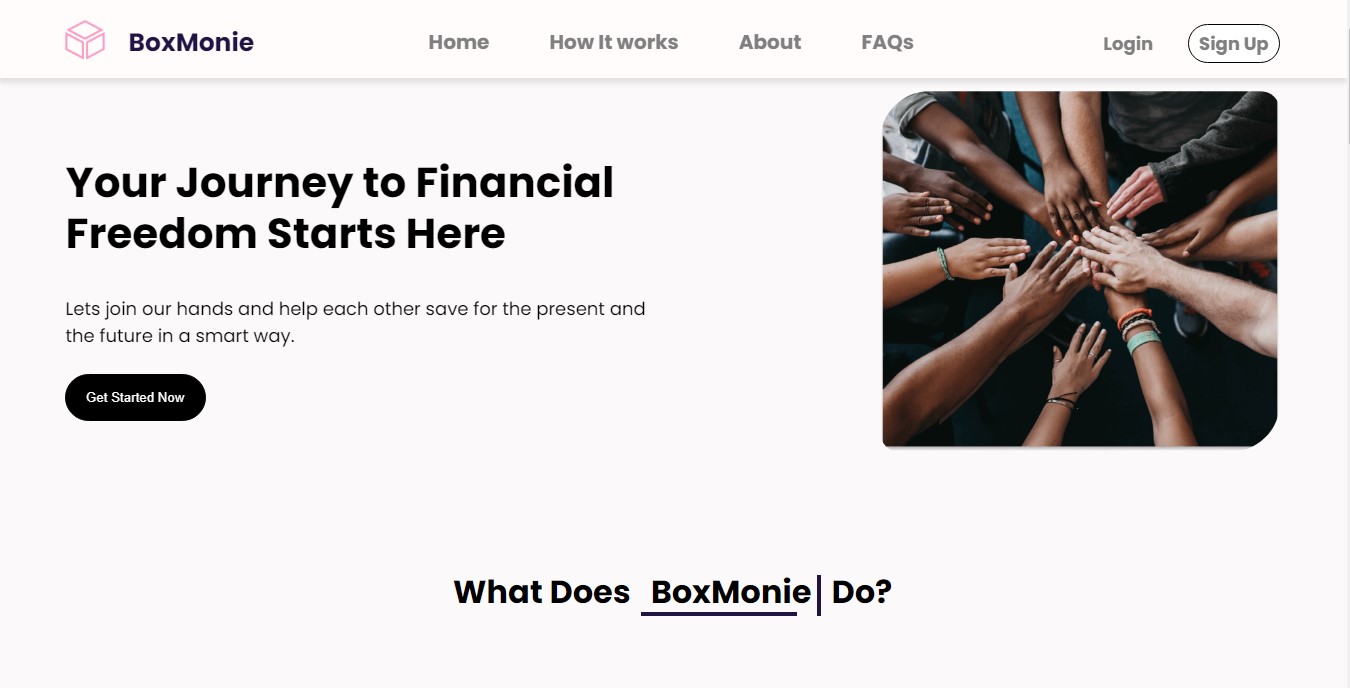 BoxMonie
Home How It works About FAQs
Login Sign Up
Your Journey to Financial
Freedom Starts Here
Lets join our hands and help each other save for the present and
the future in a smart way.
Get Started Now
What Does BoxMonie Do?